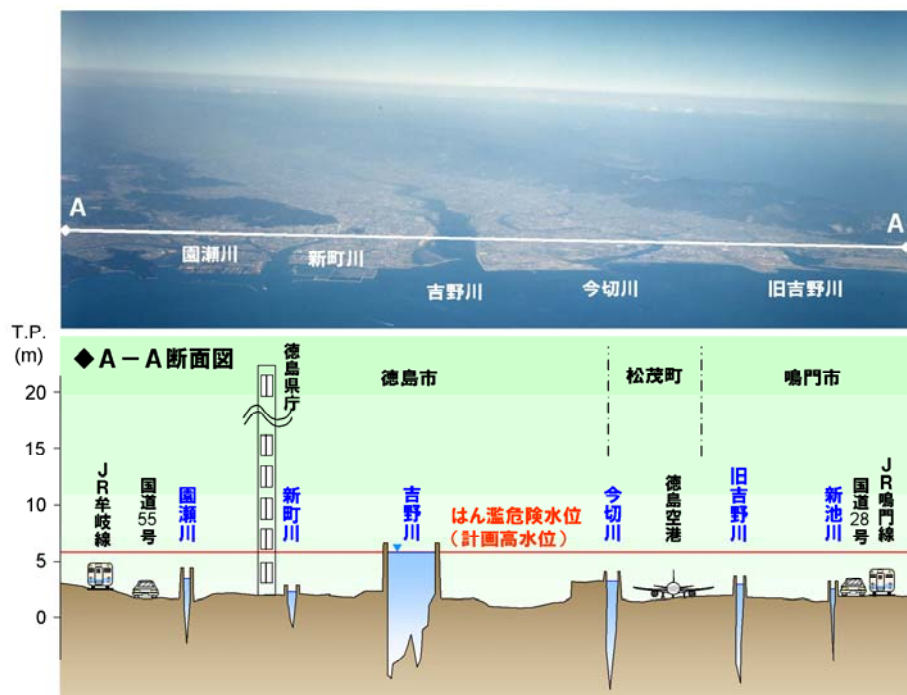 A
A
園瀬川
新町川
吉野川
今切川
旧吉野川
T.P.
(m)
◆A－A断面図
徳島県庁
徳島市
松茂町
鳴門市
20
15
10
5
0
JR牟岐線
国道55号
園瀬川
新町川
吉野川
はん濫危険水位
（計画高水位）
今切川
徳島空港
旧吉野川
新池川
国道28号
JR鳴門線